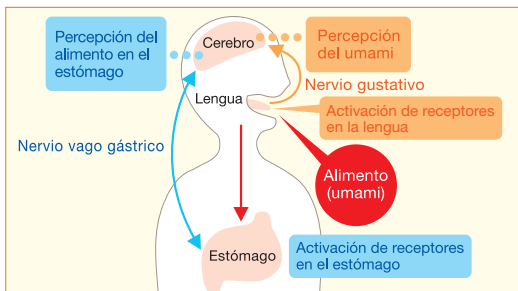 Percepción del
alimento en el
estómago
Cerebro
Percepción
del umami
Nervio gustativo
Lengua
Activación de receptores
en la lengua
Nervio vago gástrico
Alimento
(umami)
Estómago
Activación de receptores
en el estómago